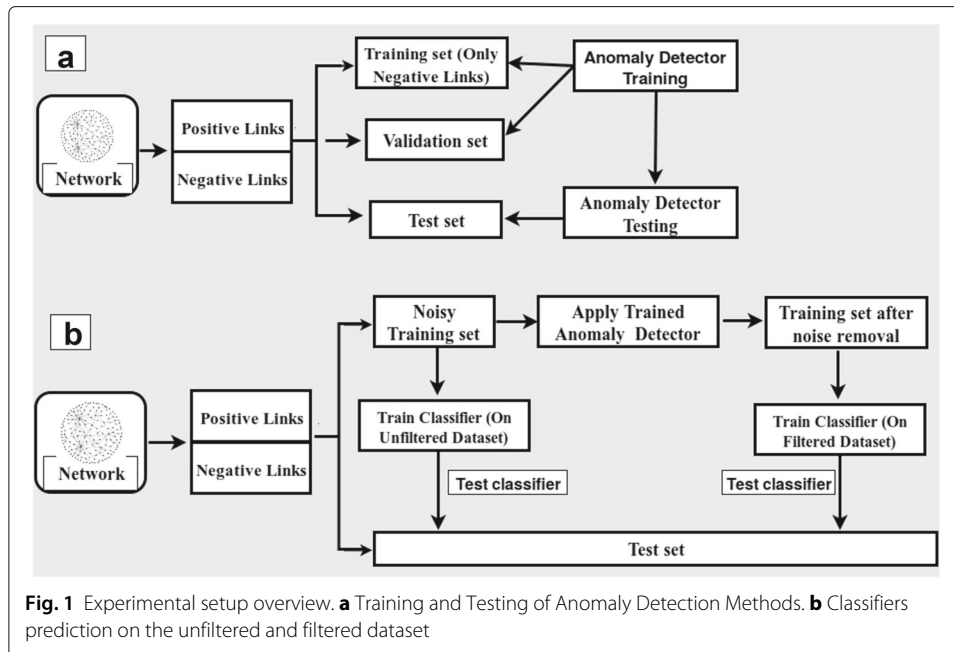 a
Training set (Only
Negative Links)
Anomaly Detector
Training
Network
Positive Links
Negative Links
Validation set
Test set
Anomaly Detector
Testing
b
Noisy
Training set
Apply Trained
Anomaly Detector
Training set after
noise removal
Network
Positive Links
Negative Links
Train Classifier (On
Unfiltered Dataset)
Train Classifier (On
Filtered Dataset)
Test classifier
Test classifier
Test set
Fig. 1 Experimental setup overview. a Training and Testing of Anomaly Detection Methods. b Classifiers
prediction on the unfiltered and filtered dataset